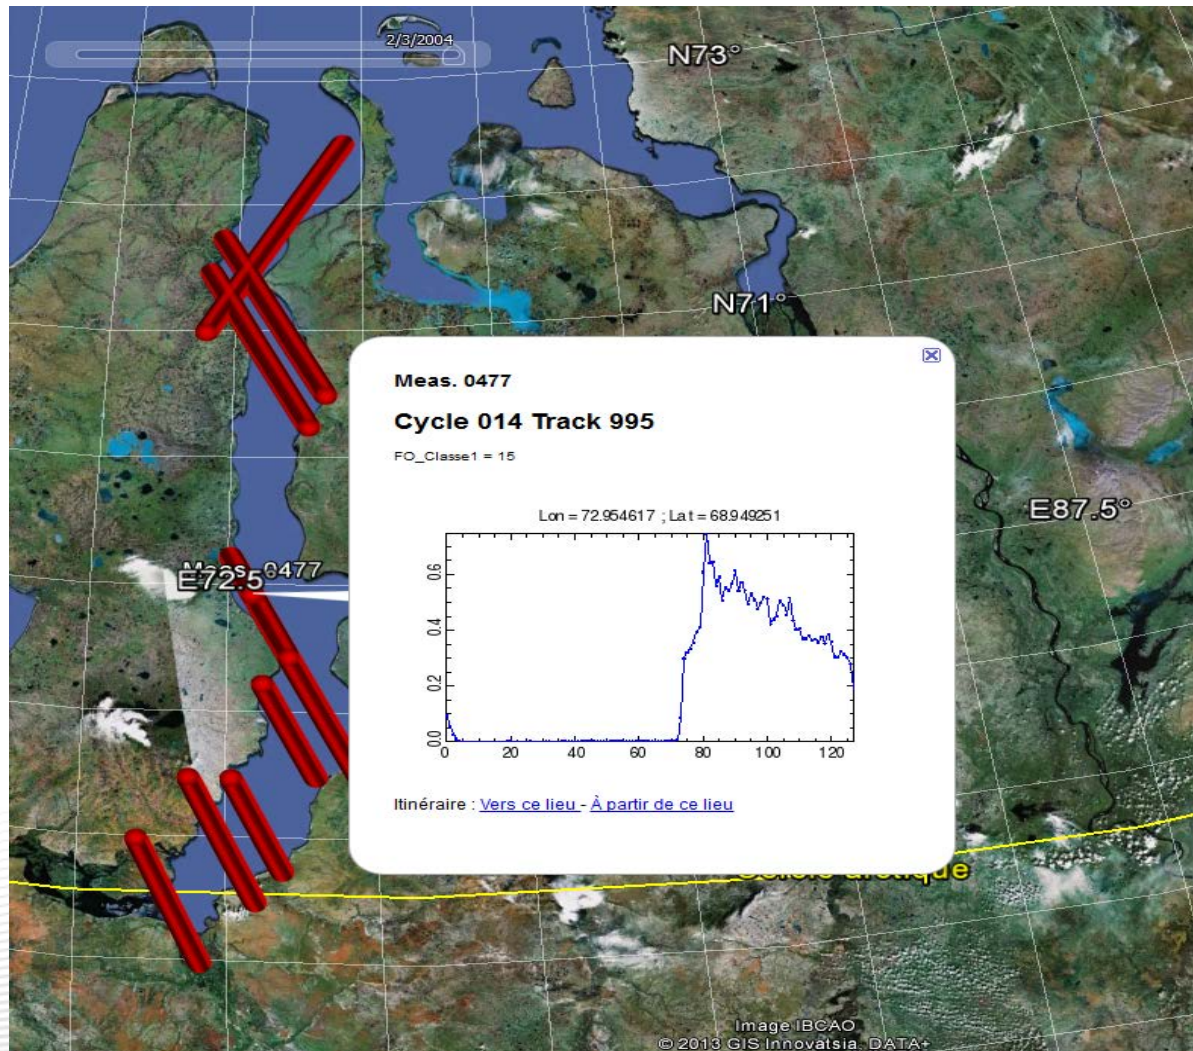 2/3/2004
N73°
N71°
Meas. 0477
Cycle 014 Track 995
FO_Classe1 = 15
Lon = 72.954617 ; Lat = 68.949251
0.6
0.4
0.2
0.0
0 20 40 60 80 100 120
Itinéraire : Vers ce lieu - À partir de ce lieu
E87.5°
Meas. 0477
E72.5°
arctique
Image IBCAO
© 2013 GIS Innovatsia, DATA+